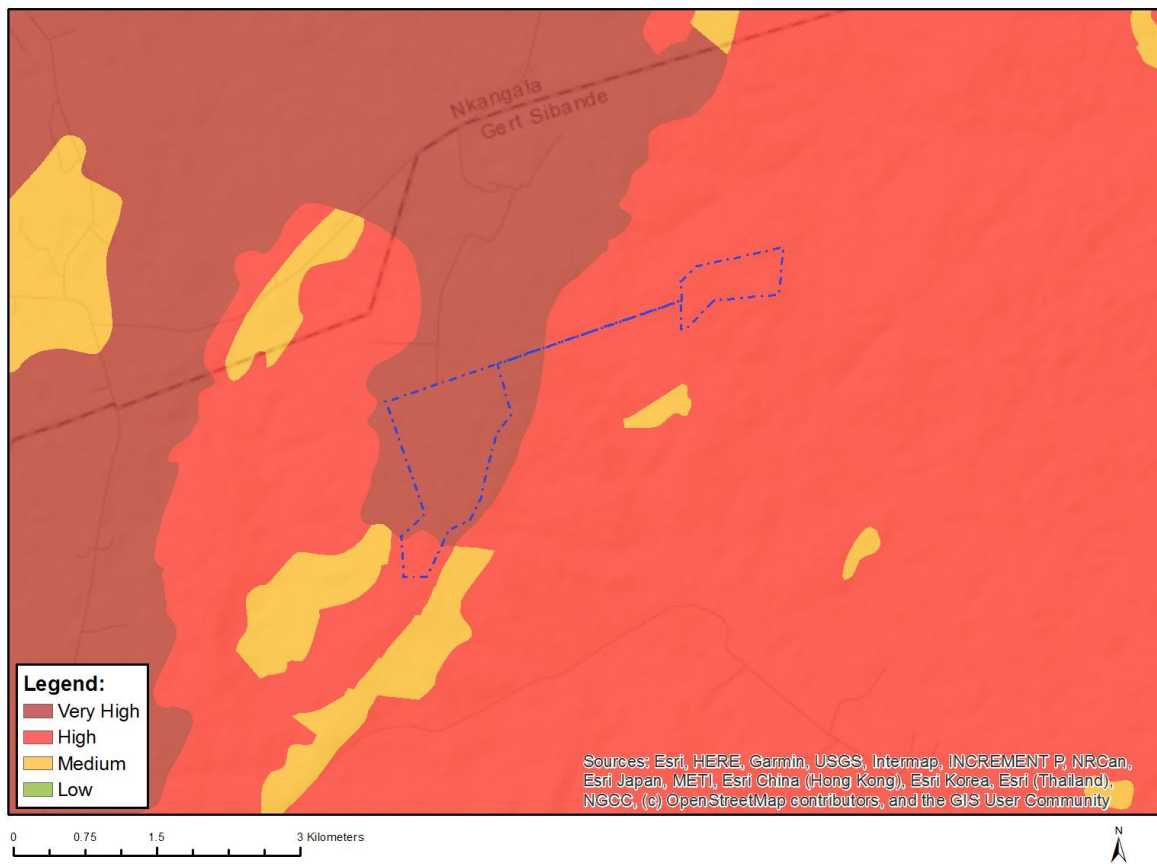 Nkangala
Gert Sibande
Legend:
Very High
High
Medium
Low
Sources: Esri, HERE, Garmin, USGS, Intermap, INCREMENT P, NRCan,
Esri Japan, METI, Esri China (Hong Kong), Esri Korea, Esri (Thailand),
NGCC, (c) OpenStreetMap contributors, and the GIS User Community
0 0.75 1.5 3 Kilometers
N